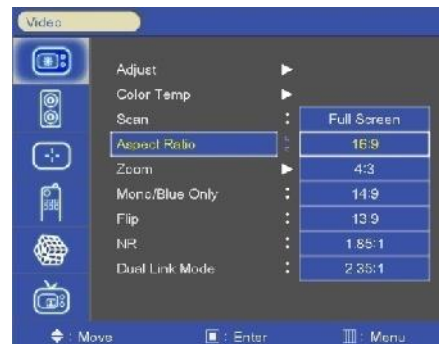 Video
Adjust
Color Temp
Scan : Full Screen
Aspect Ratio : 16:9
Zoom 4:3
Mono/Blue Only : 14:9
Flip : 13:9
NR : 1.85:1
Dual Link Mode : 2.35:1
: Move : Enter : Menu